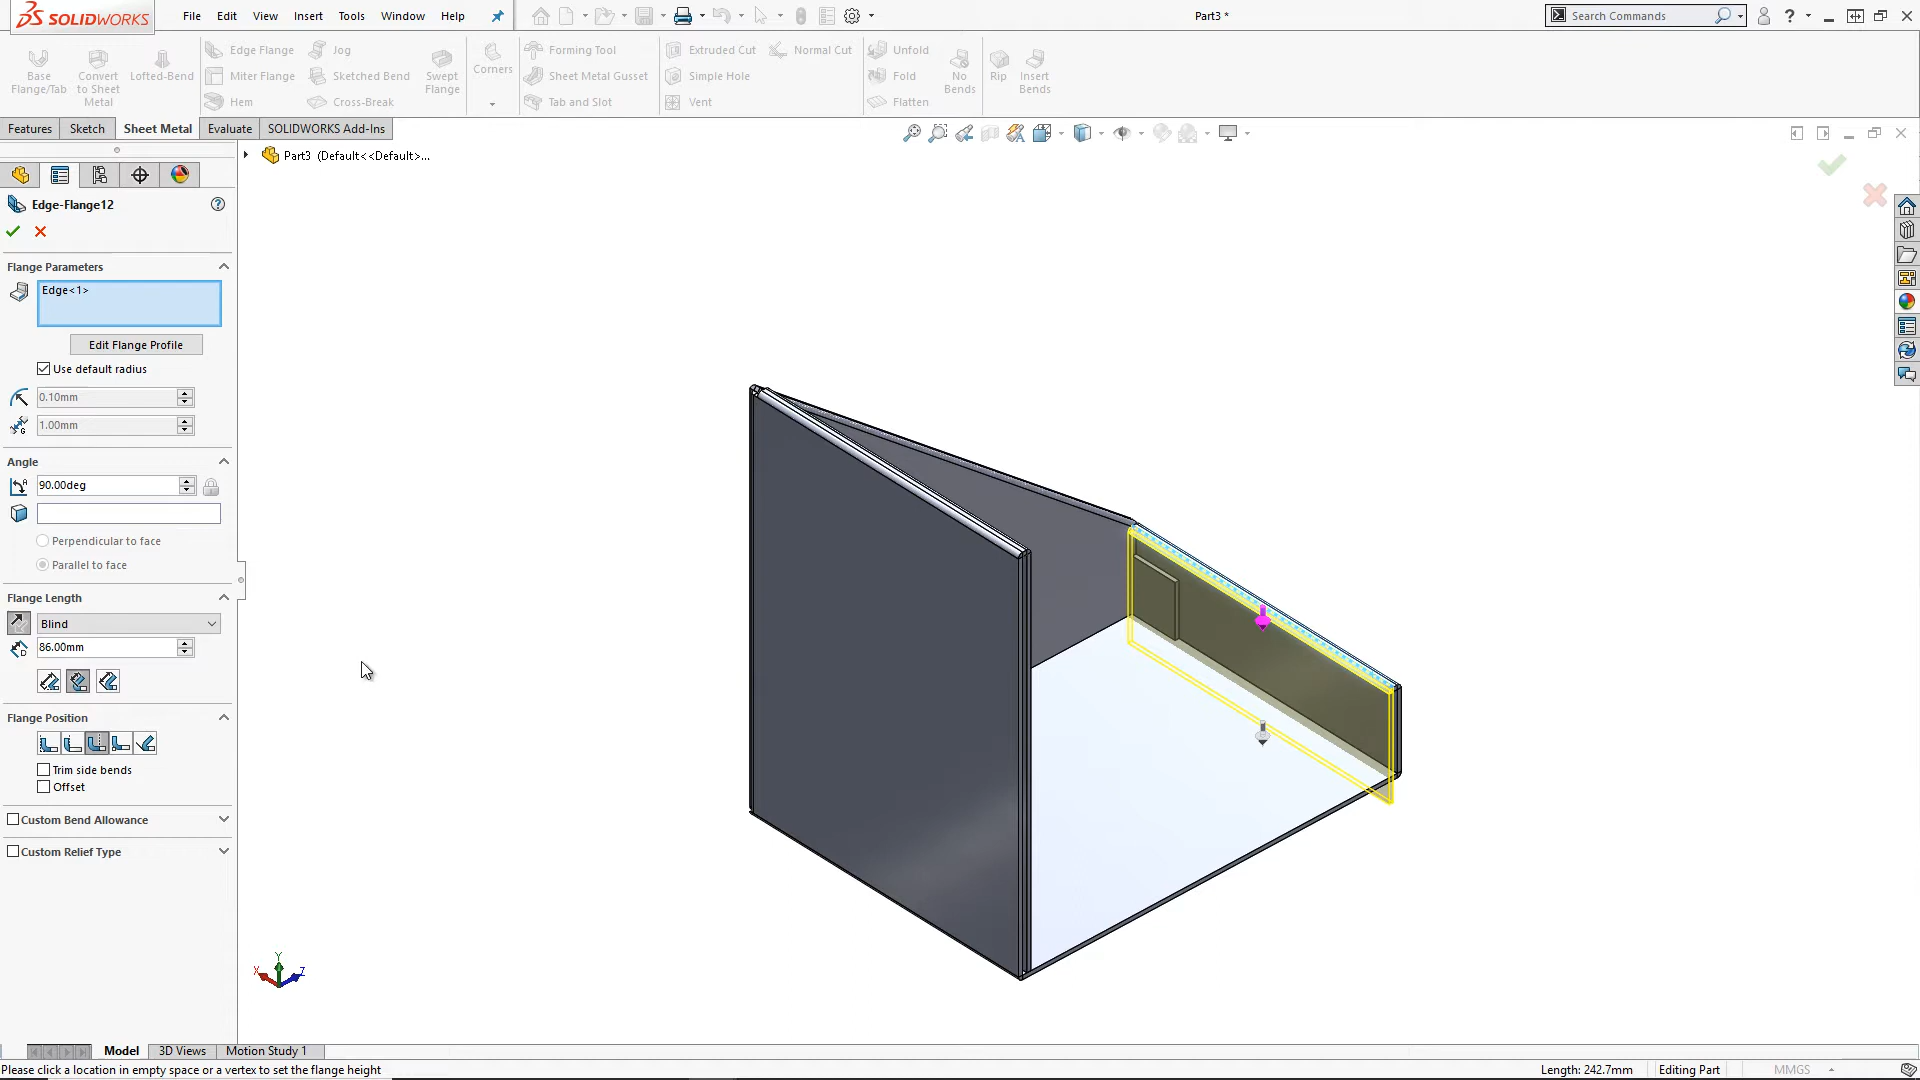 SOLIDWORKS
File Edit View Insert Tools Window Help
Part3 *
Search Commands
Base Flange/Tab
Convert to Sheet Metal
Lofted-Bend
Edge Flange
Miter Flange
Hem
Jog
Sketched Bend
Cross-Break
Swept Flange
Corners
Forming Tool
Sheet Metal Gusset
Tab and Slot
Extruded Cut
Simple Hole
Vent
Normal Cut
Unfold
Fold
Flatten
No Bends
Rip
Insert Bends
Features Sketch Sheet Metal Evaluate SOLIDWORKS Add-Ins
Part3 (Default<<Default>...
Edge-Flange12
Flange Parameters
Edge<1>
Edit Flange Profile
Use default radius
0.10mm
1.00mm
Angle
90.00deg
Perpendicular to face
Parallel to face
Flange Length
Blind
86.00mm
Flange Position
Trim side bends
Offset
Custom Bend Allowance
Custom Relief Type
Y
X
Z
Model 3D Views Motion Study 1
Please click a location in empty space or a vertex to set the flange height
Length: 242.7mm Editing Part MMGS